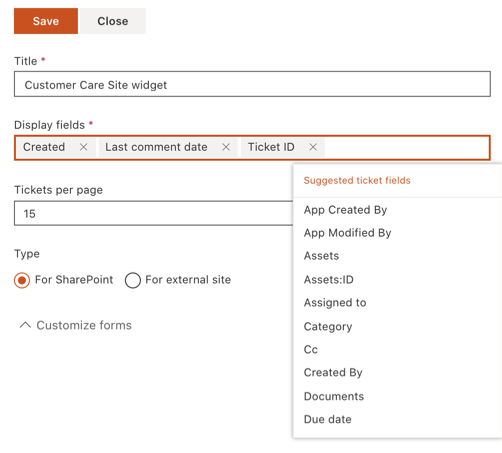 Save Close
Title *
Customer Care Site widget
Display fields *
Created × Last comment date × Ticket ID ×
Suggested ticket fields
App Created By
App Modified By
Assets
Assets:ID
Assigned to
Category
Cc
Created By
Documents
Due date
Tickets per page
15
Type
For SharePoint For external site
Customize forms